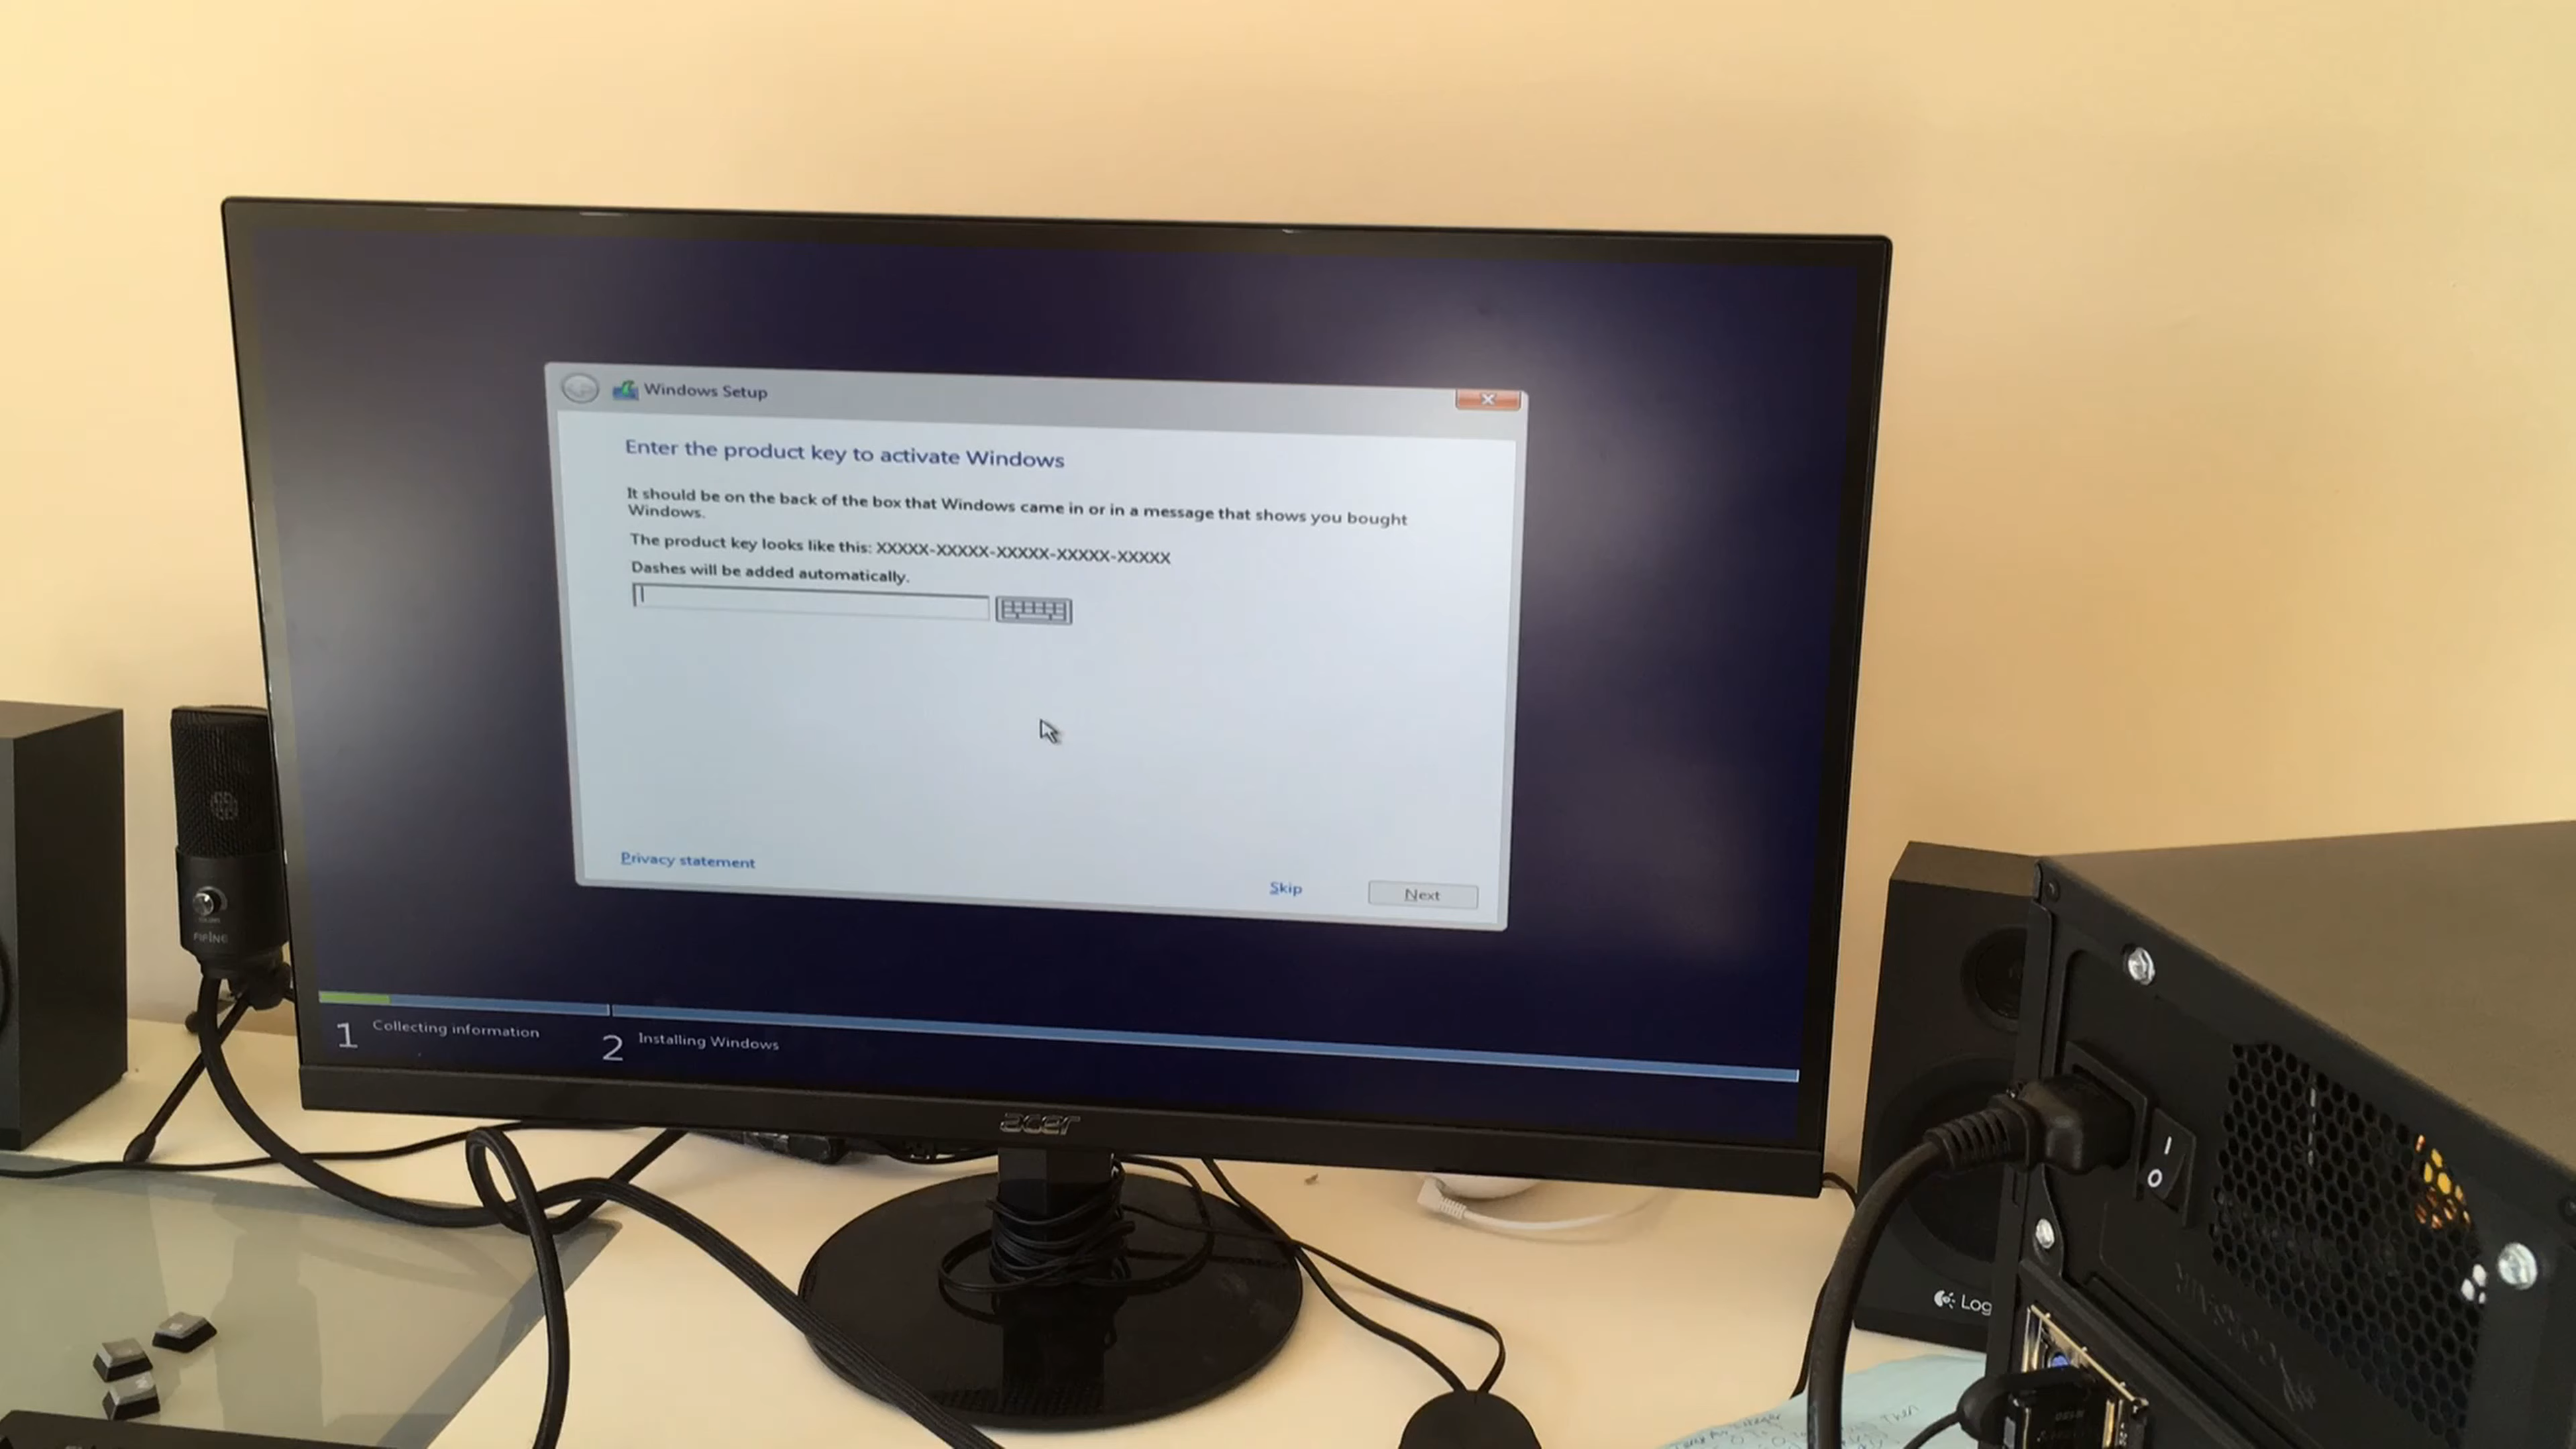 Windows Setup
Enter the product key to activate Windows
It should be on the back of the box that Windows came in or in a message that shows you bought
Windows.
The product key looks like this: XXXXX-XXXXX-XXXXX-XXXXX-XXXXX
Dashes will be added automatically.
Privacy statement
Skip
Next
1 Collecting information
2 Installing Windows
acer
FIFINE
Log
I
O